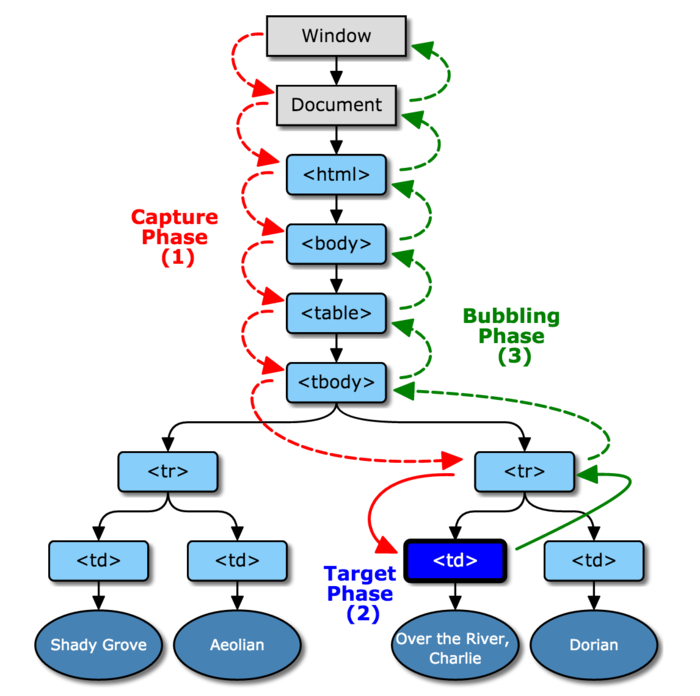 Window
Document
<html>
Capture
Phase
(1)
<body>
<table>
Bubbling
Phase
(3)
<tbody>
<tr>
<tr>
<td>
<td>
<td>
<td>
Target
Phase
(2)
Shady Grove
Aeolian
Over the River,
Charlie
Dorian